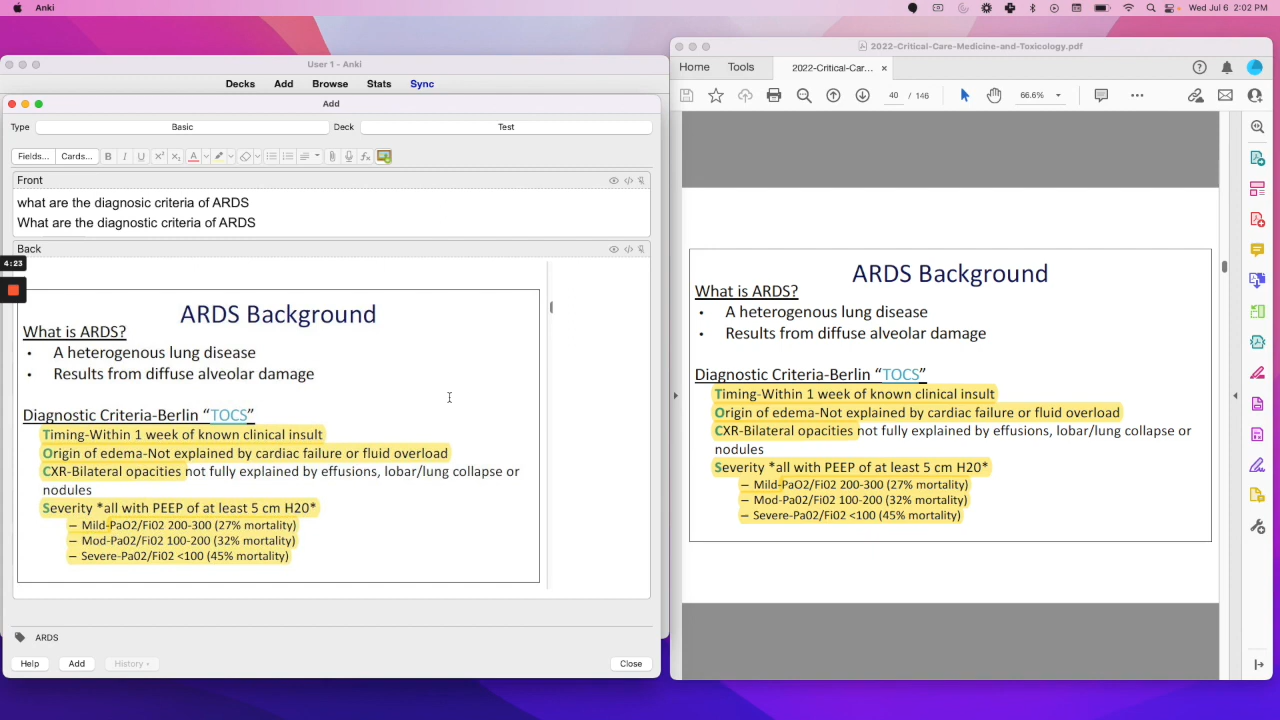 Anki
Wed Jul 6 2:02 PM
User 1 - Anki
Decks Add Browse Stats Sync
Add
Type Basic Deck Test
Fields... Cards... B I U x² x₂ A fx
Front
what are the diagnosic criteria of ARDS
What are the diagnostic criteria of ARDS
Back
4:23
ARDS Background
What is ARDS?
• A heterogenous lung disease
• Results from diffuse alveolar damage
Diagnostic Criteria-Berlin “TOCS”
Timing-Within 1 week of known clinical insult
Origin of edema-Not explained by cardiac failure or fluid overload
CXR-Bilateral opacities not fully explained by effusions, lobar/lung collapse or
nodules
Severity *all with PEEP of at least 5 cm H20*
– Mild-PaO2/Fi02 200-300 (27% mortality)
– Mod-Pa02/Fi02 100-200 (32% mortality)
– Severe-Pa02/Fi02 <100 (45% mortality)
ARDS
Help Add History Close
2022-Critical-Care-Medicine-and-Toxicology.pdf
Home Tools 2022-Critical-Car... ×
40 / 146 66.6%
ARDS Background
What is ARDS?
• A heterogenous lung disease
• Results from diffuse alveolar damage
Diagnostic Criteria-Berlin “TOCS”
Timing-Within 1 week of known clinical insult
Origin of edema-Not explained by cardiac failure or fluid overload
CXR-Bilateral opacities not fully explained by effusions, lobar/lung collapse or
nodules
Severity *all with PEEP of at least 5 cm H20*
– Mild-PaO2/Fi02 200-300 (27% mortality)
– Mod-Pa02/Fi02 100-200 (32% mortality)
– Severe-Pa02/Fi02 <100 (45% mortality)